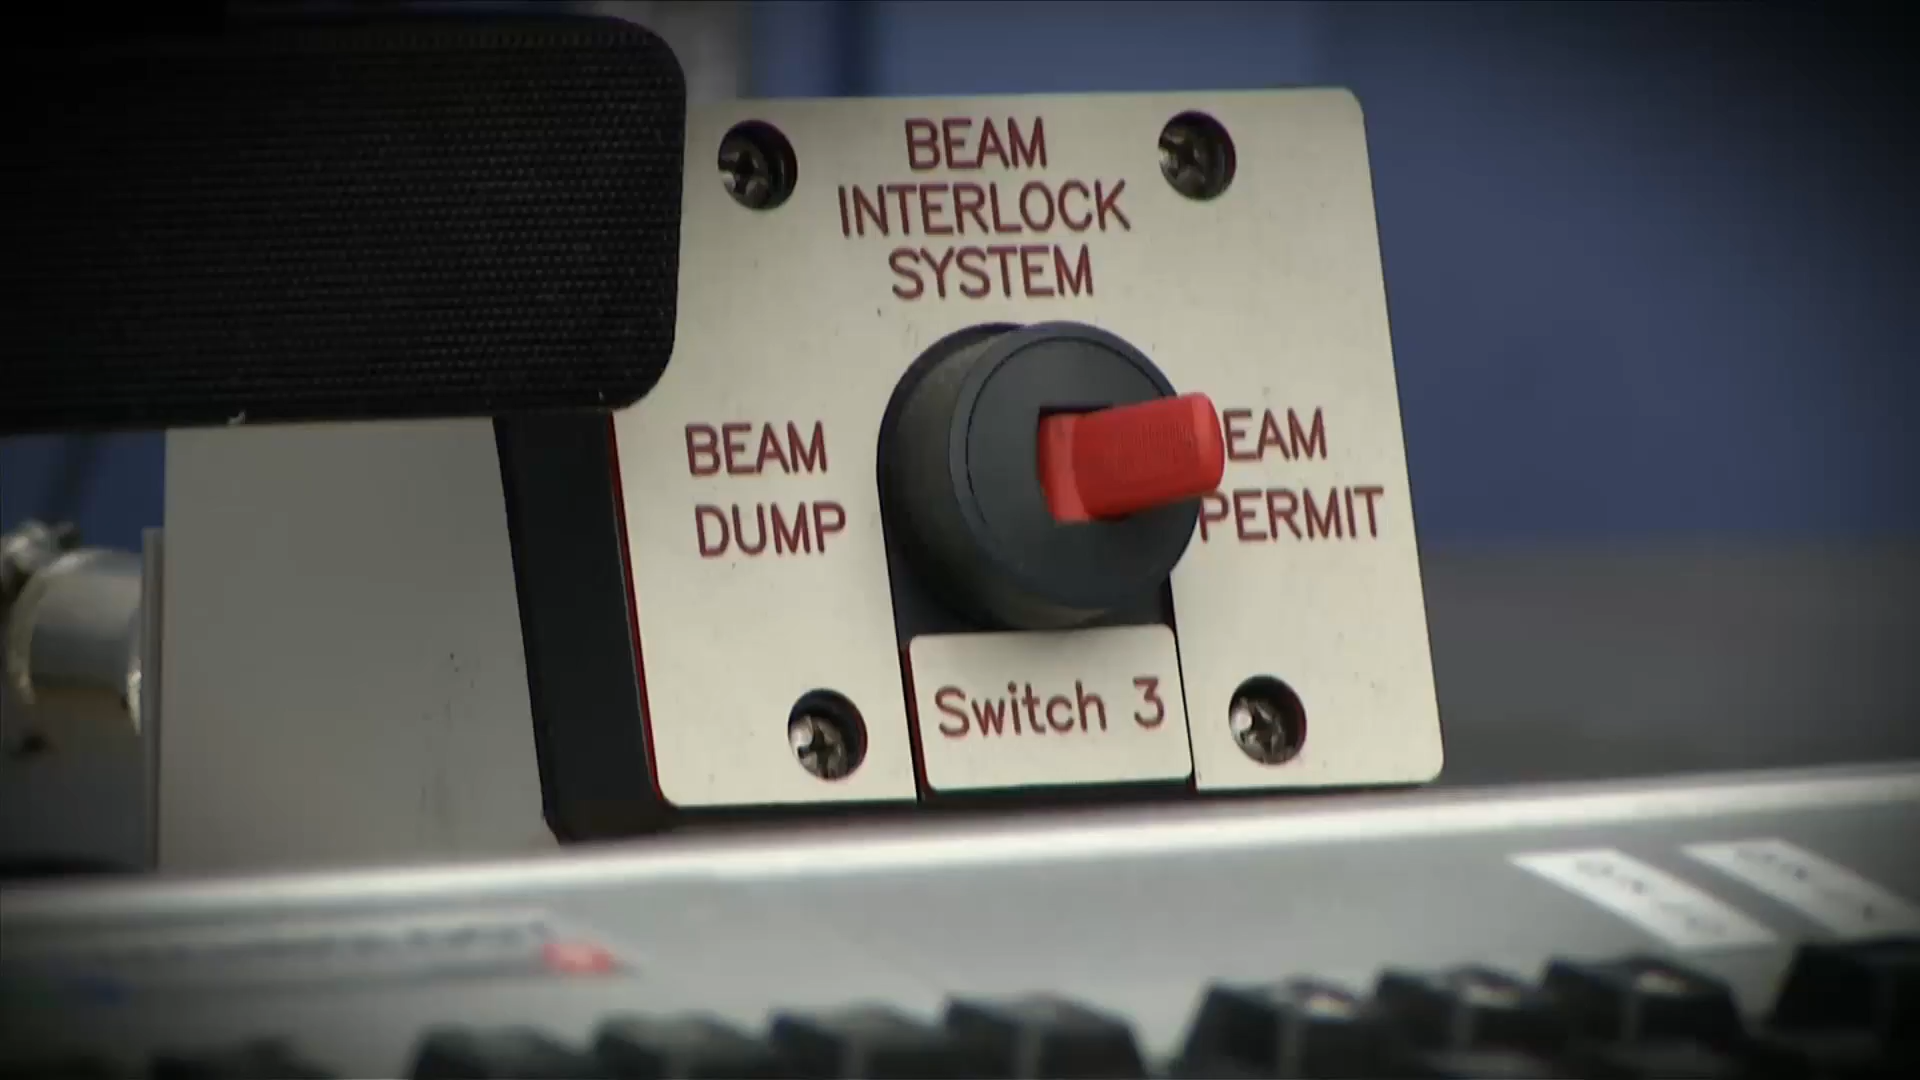 BEAM
INTERLOCK
SYSTEM
BEAM
DUMP
EAM
PERMIT
Switch 3